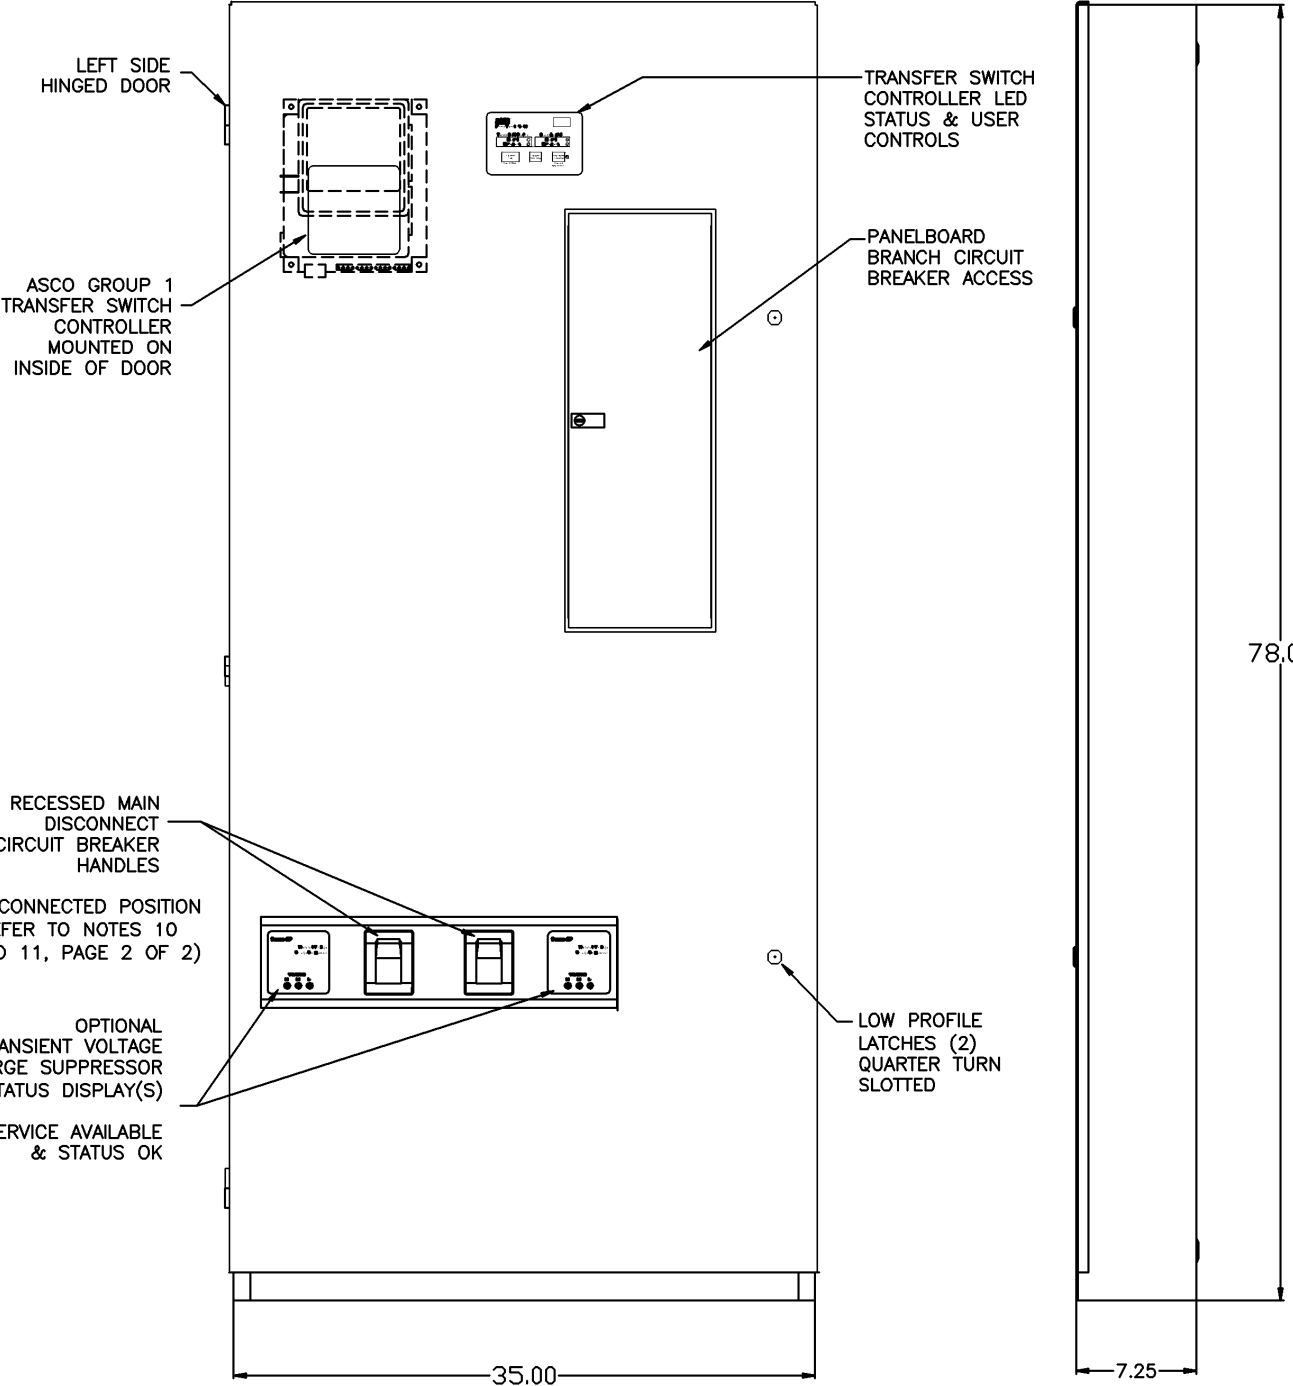 LEFT SIDE
HINGED DOOR
TRANSFER SWITCH
CONTROLLER LED
STATUS & USER
CONTROLS
PANELBOARD
BRANCH CIRCUIT
BREAKER ACCESS
ASCO GROUP 1
TRANSFER SWITCH
CONTROLLER
MOUNTED ON
INSIDE OF DOOR
78.0
RECESSED MAIN
DISCONNECT
CIRCUIT BREAKER
HANDLES
CONNECTED POSITION
EFER TO NOTES 10
D 11, PAGE 2 OF 2)
OPTIONAL
ANSIENT VOLTAGE
RGE SUPPRESSOR
TATUS DISPLAY(S)
ERVICE AVAILABLE
& STATUS OK
LOW PROFILE
LATCHES (2)
QUARTER TURN
SLOTTED
35.00
7.25